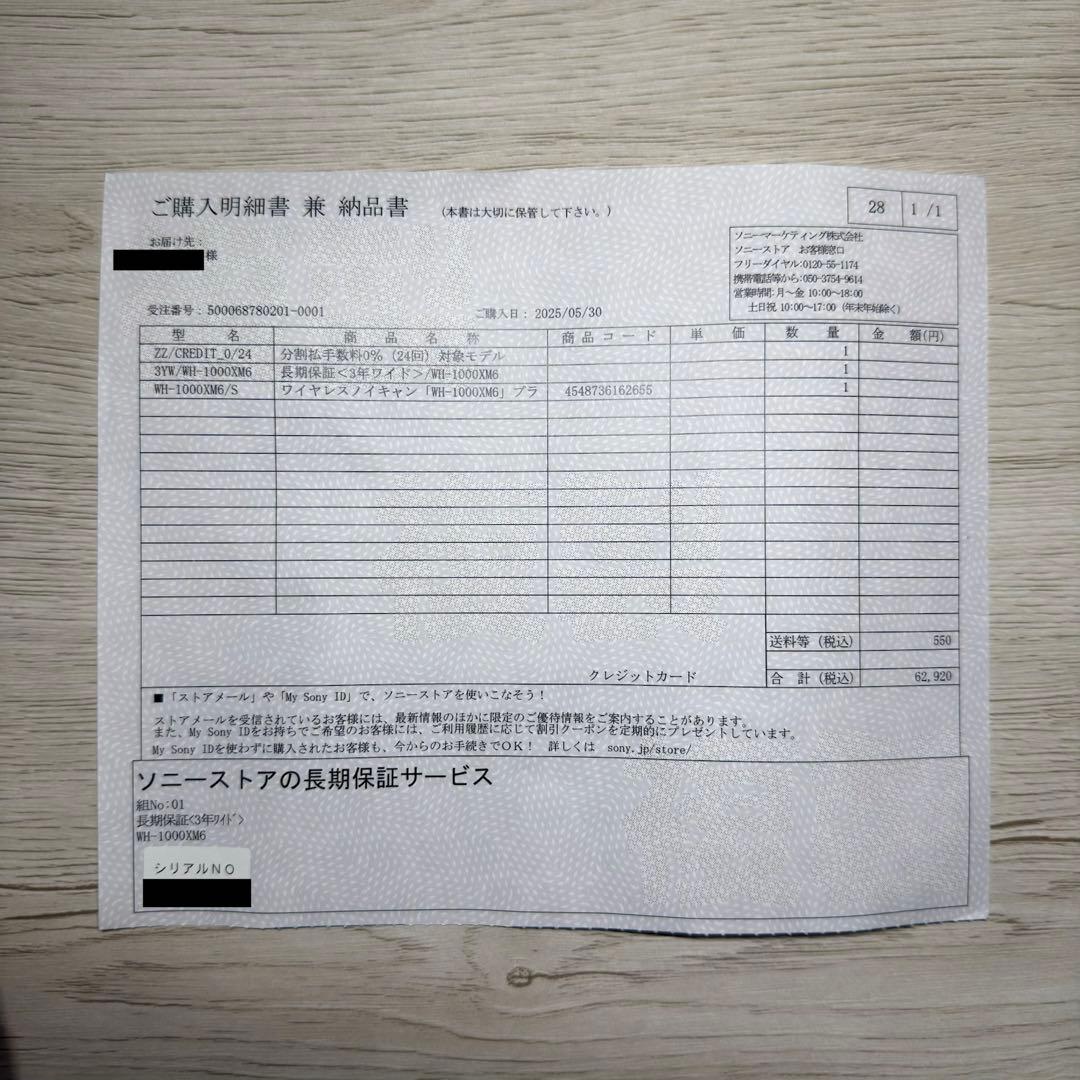 ご購入明細書 兼 納品書 (本書は大切に保管して下さい。)
28 1/1
お届け先:
様
ソニーマーケティング株式会社
ソニーストア お客様窓口
フリーダイヤル:0120-55-1174
携帯電話等から:050-3754-9614
営業時間:月~金 10:00~18:00
土日祝 10:00~17:00 (年末年始除く)
受注番号: 500068780201-0001 ご購入日: 2025/05/30
型名 商品名称 商品コード 単価 数量 金額(円)
ZZ/CREDIT_0/24 分割払手数料0% (24回) 対象モデル 1
3YW/WH-1000XM6 長期保証<3年ワイド>/WH-1000XM6 1
WH-1000XM6/S ワイヤレスノイキャン「WH-1000XM6」プラ 4548736162655 1
送料等 (税込) 550
クレジットカード 合計 (税込) 62,920
■「ストアメール」や「My Sony ID」で、ソニーストアを使いこなそう!
ストアメールを受信されているお客様には、最新情報のほかに限定のご優待情報をご案内することがあります。
また、My Sony IDをお持ちでご希望のお客様には、ご利用履歴に応じて割引クーポンを定期的にプレゼントしています。
My Sony IDを使わずに購入されたお客様も、今からのお手続きでOK! 詳しくは sony.jp/store/
ソニーストアの長期保証サービス
組No:01
長期保証<3年ワイド>
WH-1000XM6
シリアルNO